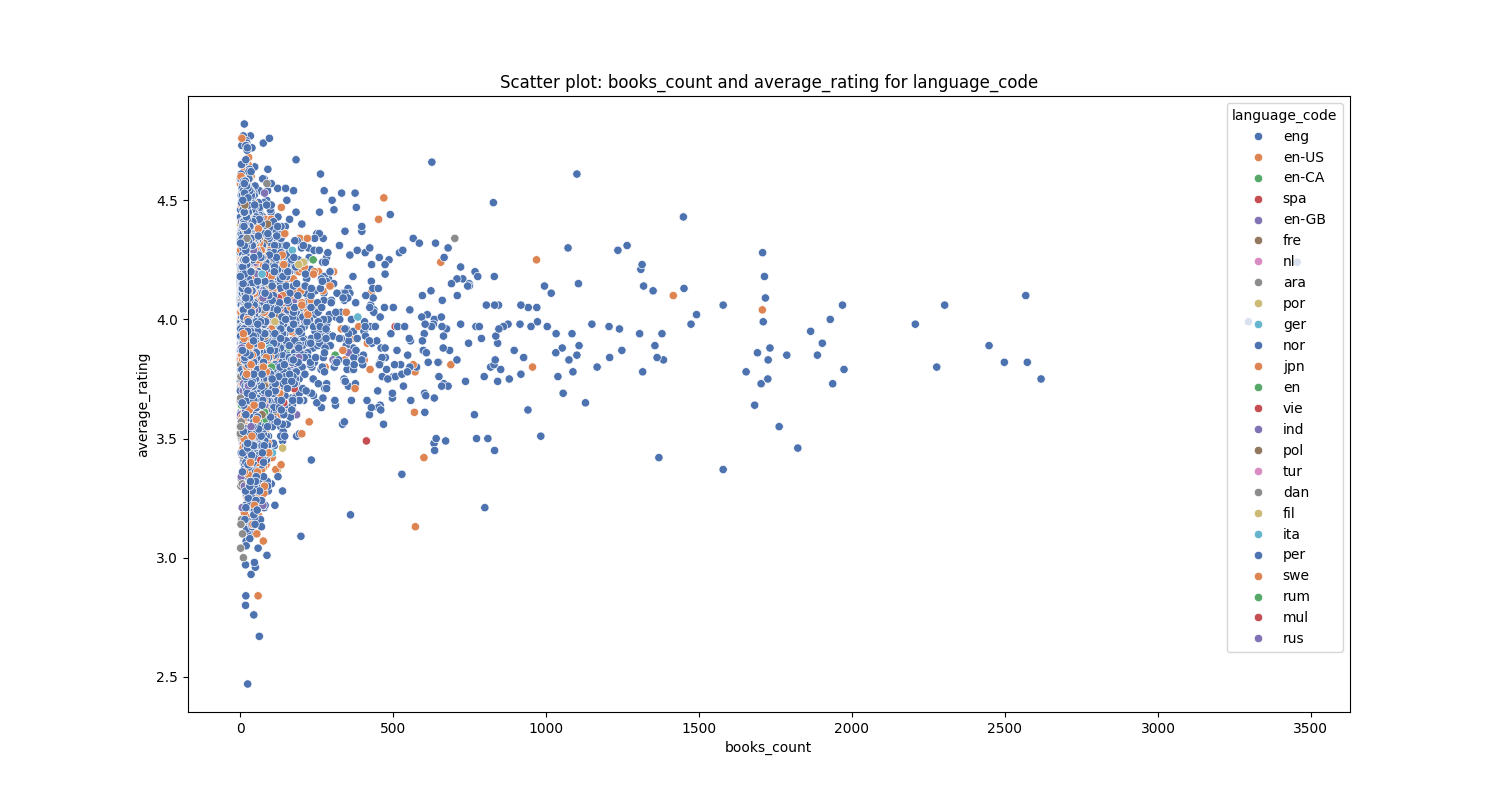 Scatter plot: books_count and average_rating for language_code
language_code
eng
en-US
en-CA
spa
en-GB
fre
nl
ara
por
ger
nor
jpn
en
vie
ind
pol
tur
dan
fil
ita
per
swe
rum
mul
rus
average_rating
4.5
4.0
3.5
3.0
2.5
0
500
1000
1500
2000
2500
3000
3500
books_count